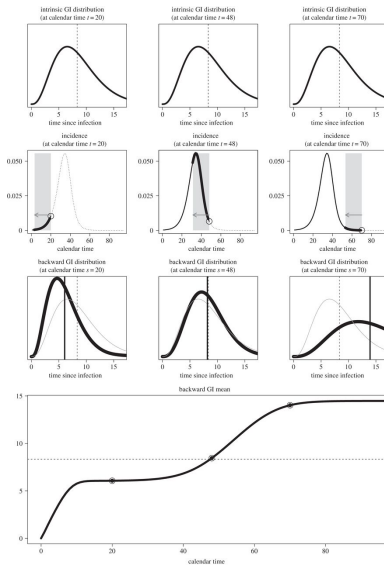 intrinsic GI distribution
(at calendar time t = 20)
intrinsic GI distribution
(at calendar time t = 48)
intrinsic GI distribution
(at calendar time t = 70)
0 5 10 15
time since infection
0 5 10 15
time since infection
0 5 10 15
time since infection
incidence
(at calendar time t = 20)
incidence
(at calendar time t = 48)
incidence
(at calendar time t = 70)
0.050
0.025
0
0 20 40 60 80
calendar time
0.050
0.025
0
0 20 40 60 80
calendar time
0.050
0.025
0
0 20 40 60 80
calendar time
backward GI distribution
(at calendar time s = 20)
backward GI distribution
(at calendar time s = 48)
backward GI distribution
(at calendar time s = 70)
0 5 10 15
time since infection
0 5 10 15
time since infection
0 5 10 15
time since infection
backward GI mean
15
10
5
0
0 20 40 60 80
calendar time